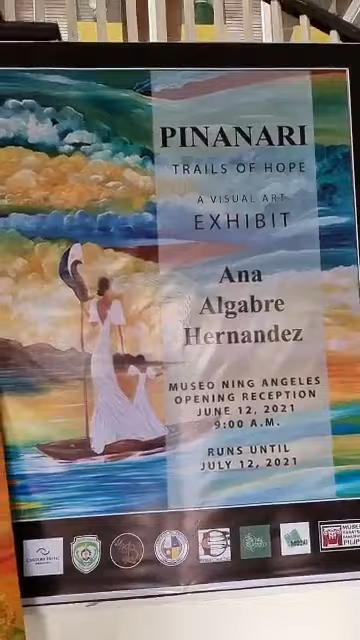 PINANARI
TRAILS OF HOPE
A VISUAL ART
EXHIBIT
Ana
Algabre
Hernandez
MUSEO NING ANGELES
OPENING RECEPTION
JUNE 12, 2021
9:00 A.M.
RUNS UNTIL
JULY 12, 2021